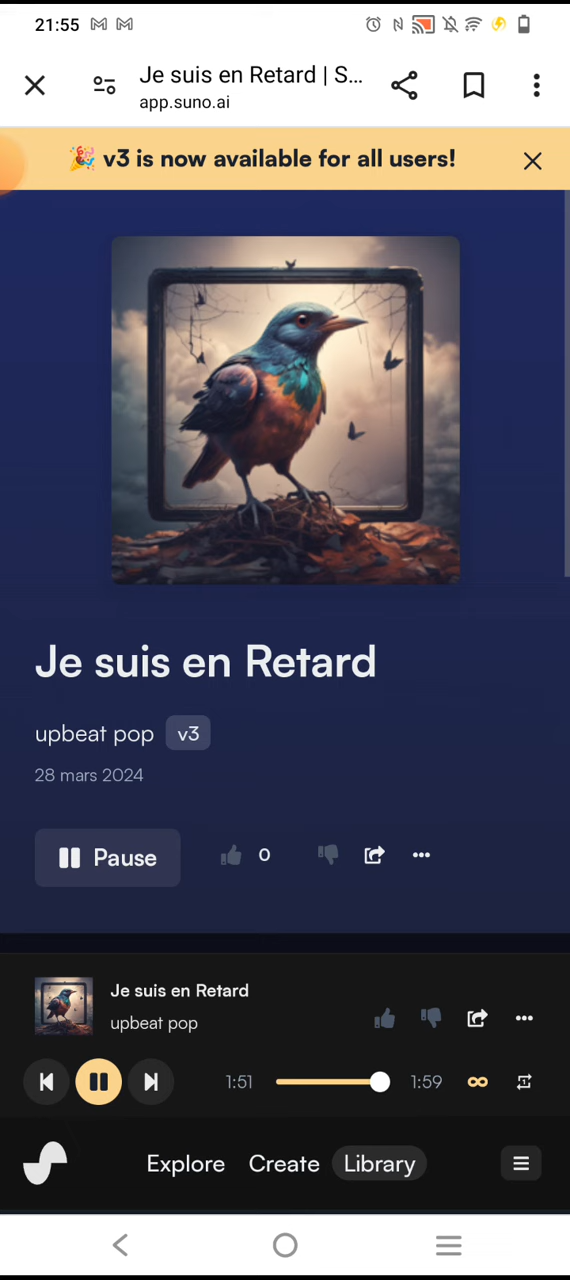 21:55
Je suis en Retard | S...
app.suno.ai
🎉 v3 is now available for all users!
Je suis en Retard
upbeat pop v3
28 mars 2024
Pause 0
Je suis en Retard
upbeat pop
1:51 1:59
Explore Create Library